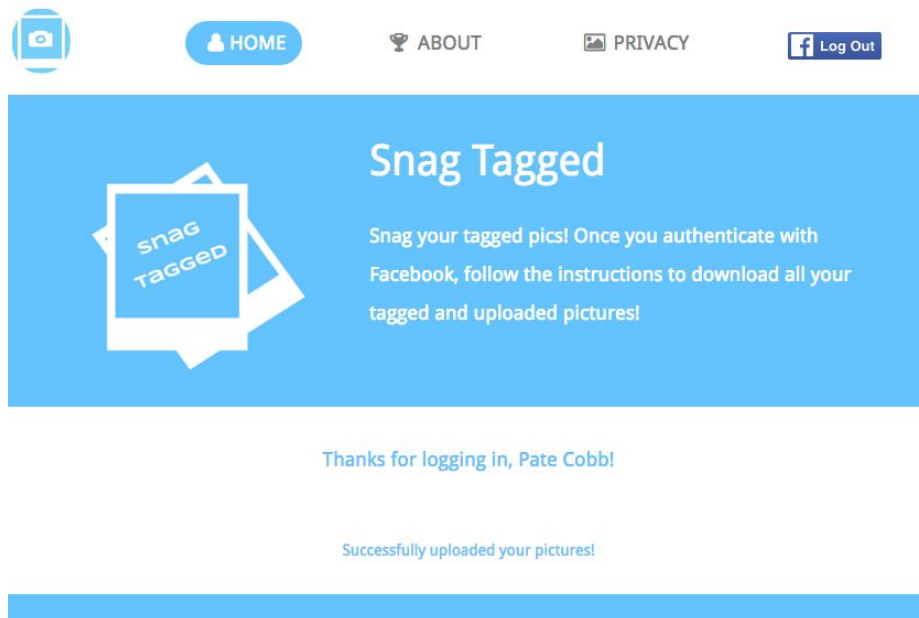 HOME
ABOUT
PRIVACY
f Log Out
Snag Tagged
snag
TaGGeD
Snag your tagged pics! Once you authenticate with
Facebook, follow the instructions to download all your
tagged and uploaded pictures!
Thanks for logging in, Pate Cobb!
Successfully uploaded your pictures!